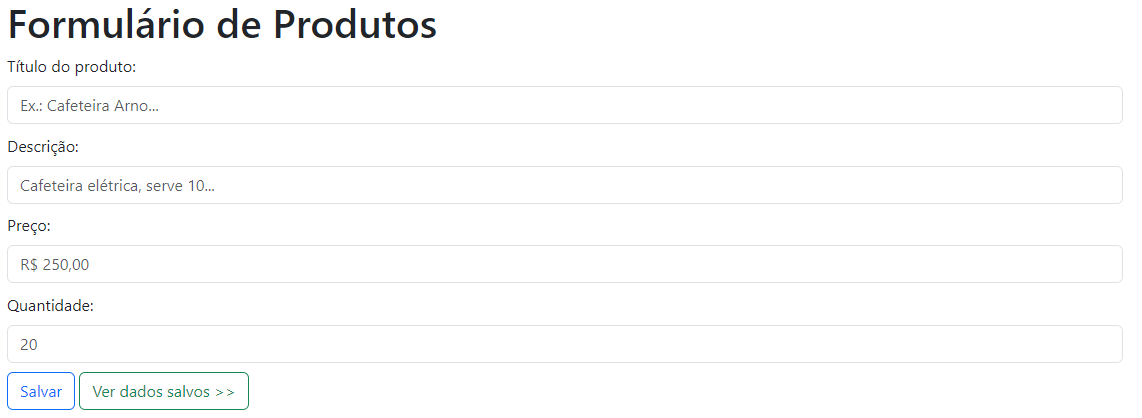 Formulário de Produtos
Título do produto:
Ex.: Cafeteira Arno...
Descrição:
Cafeteira elétrica, serve 10...
Preço:
R$ 250,00
Quantidade:
20
Salvar Ver dados salvos >>